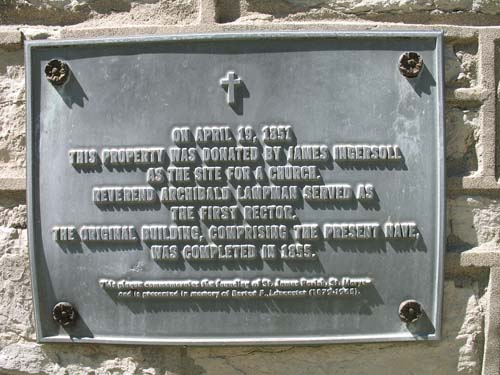 ON APRIL 19, 1851
THIS PROPERTY WAS DONATED BY JAMES INGERSOLL
AS THE SITE FOR A CHURCH.
REVEREND ARCHIBALD LAMPMAN SERVED AS
THE FIRST RECTOR.
THE ORIGINAL BUILDING, COMPRISING THE PRESENT NAVE,
WAS COMPLETED IN 1855.
This plaque commemorates the founding of St. James Parish, St. Marys
and is presented in memory of